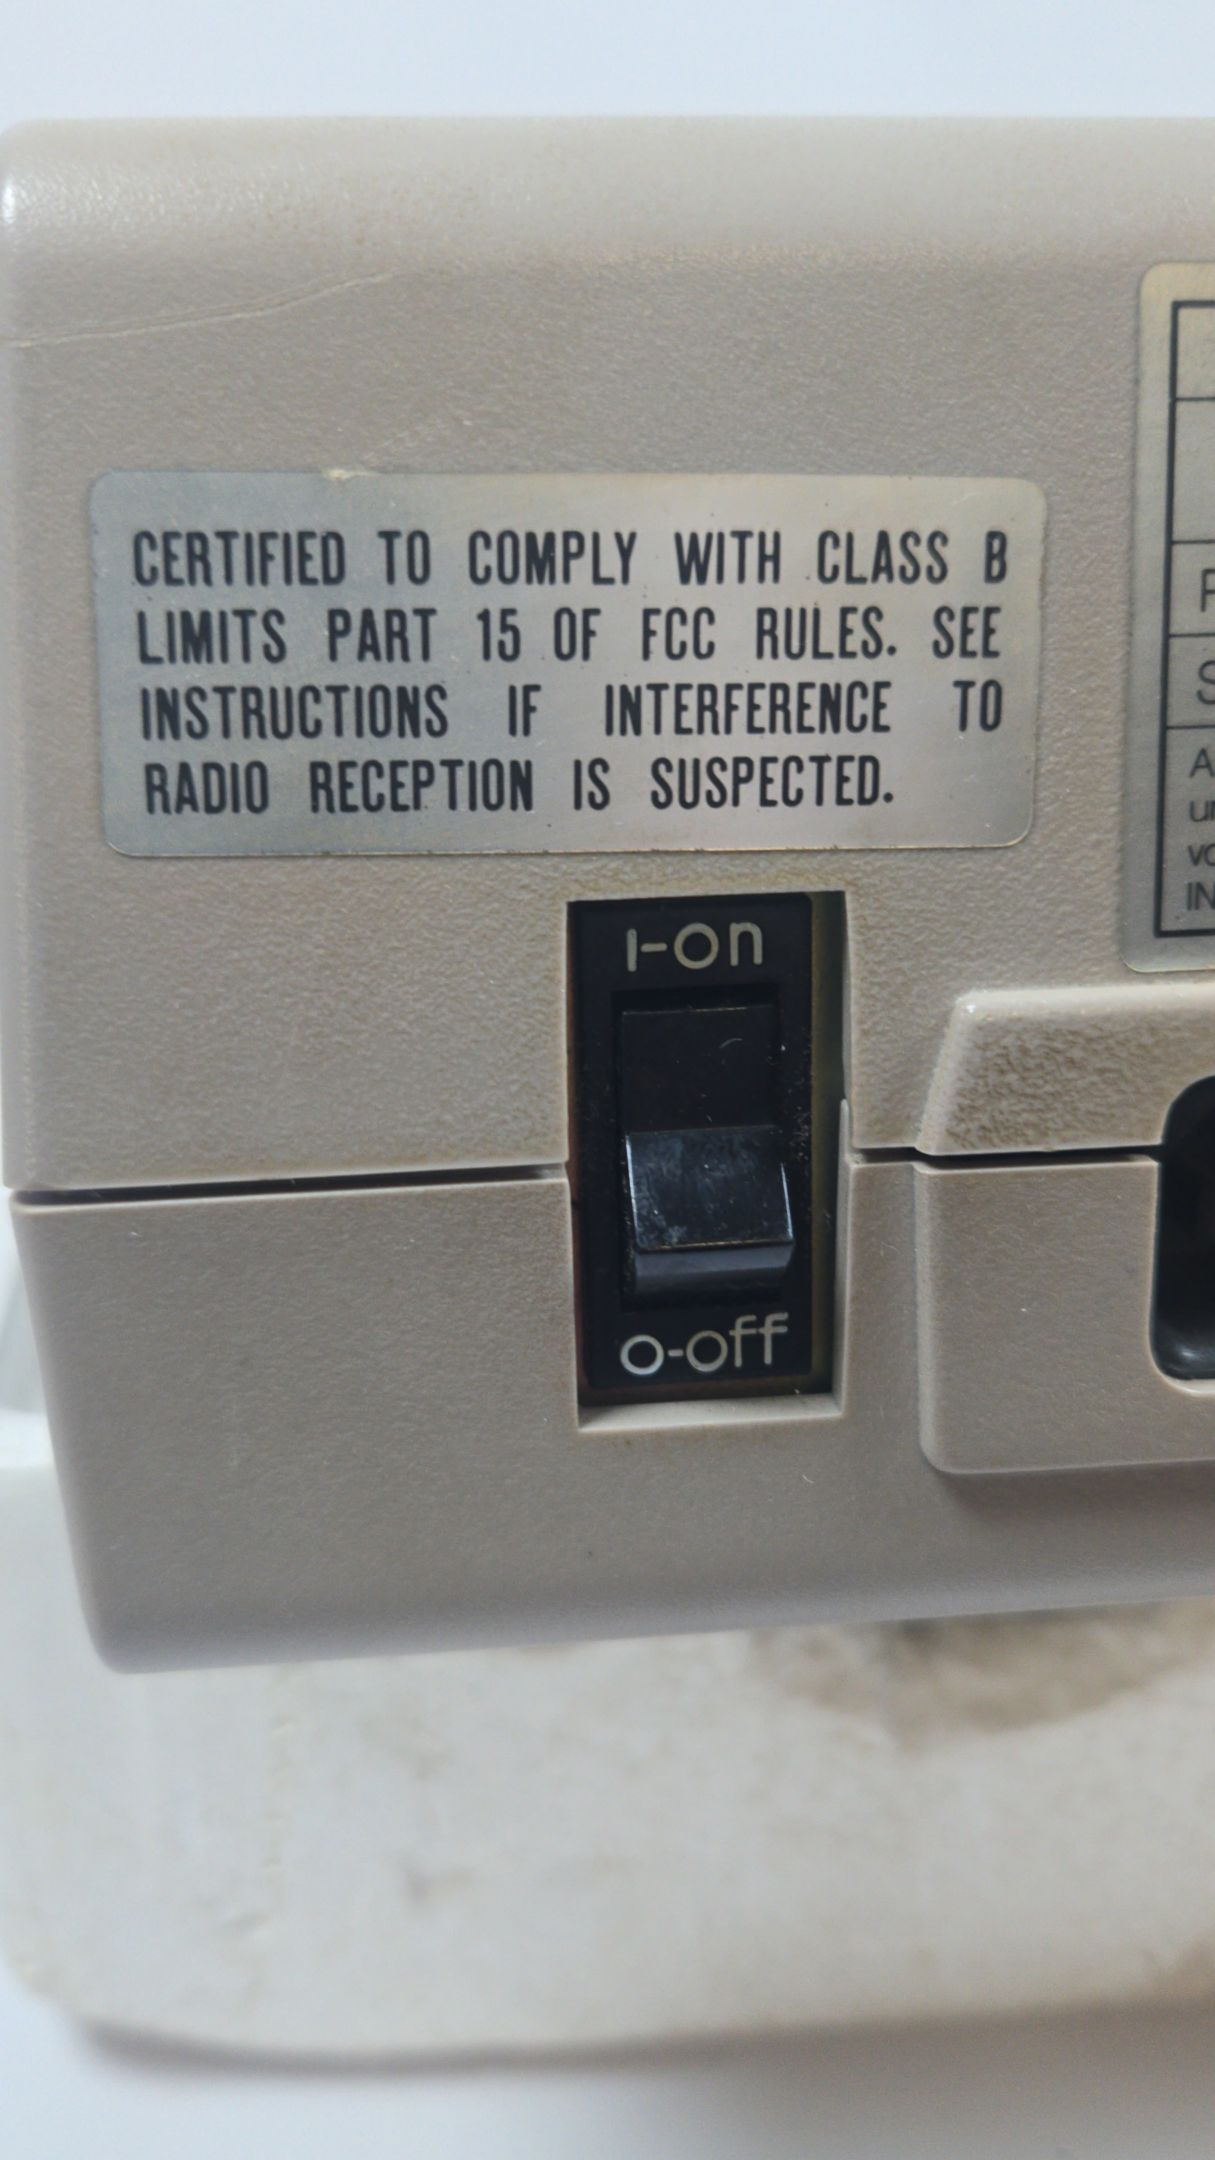 CERTIFIED TO COMPLY WITH CLASS B
LIMITS PART 15 OF FCC RULES. SEE
INSTRUCTIONS IF INTERFERENCE TO
RADIO RECEPTION IS SUSPECTED.
I-on
O-off